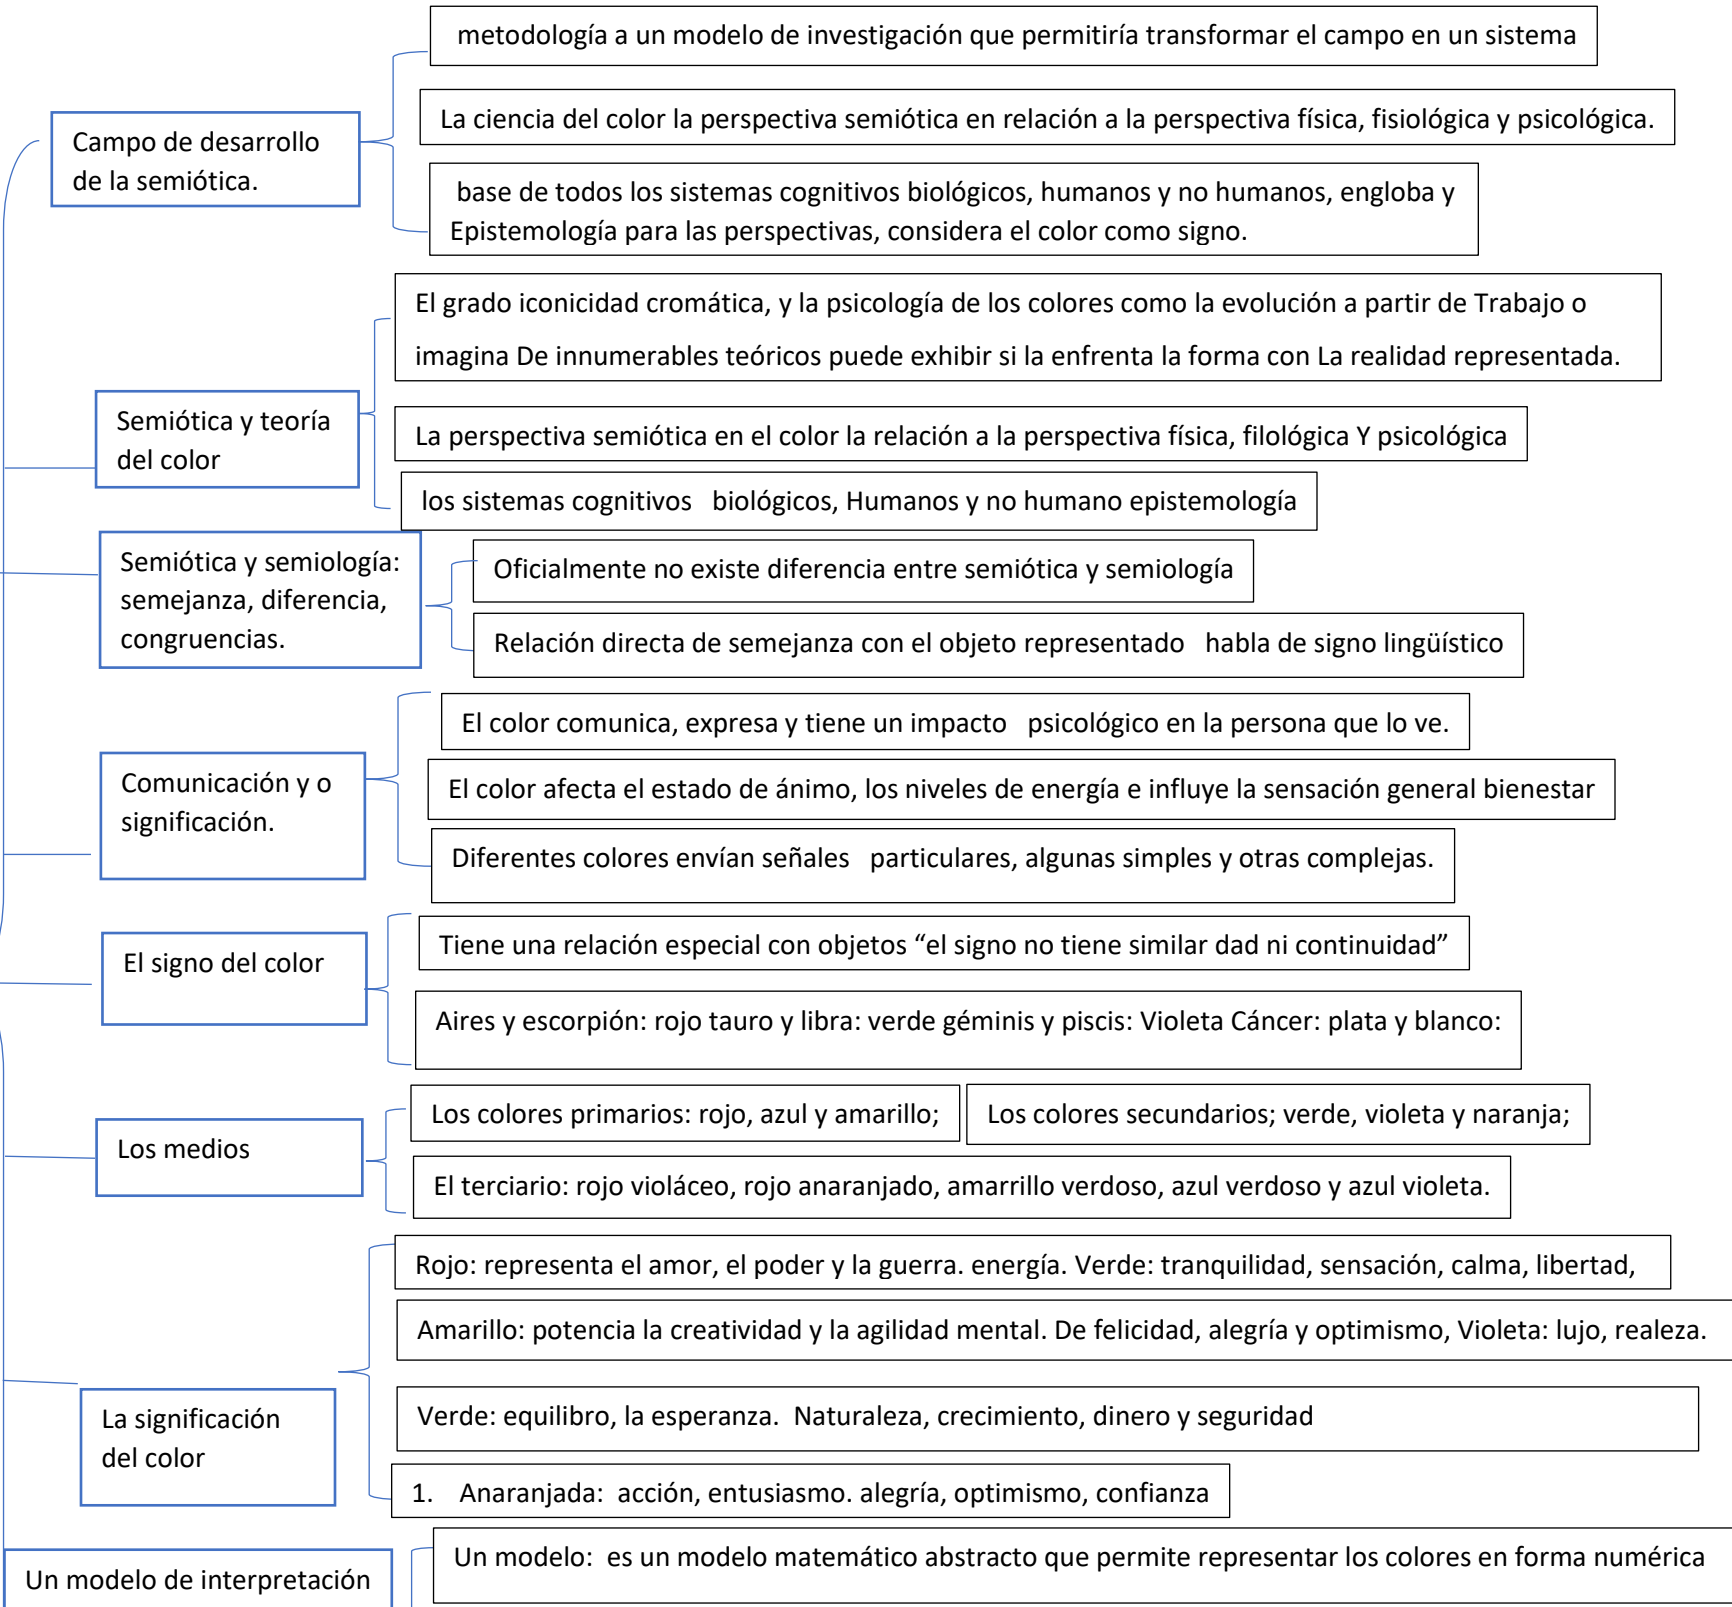 metodología a un modelo de investigación que permitiría transformar el campo en un sistema
La ciencia del color la perspectiva semiótica en relación a la perspectiva física, fisiológica y psicológica.
Campo de desarrollo
de la semiótica.
base de todos los sistemas cognitivos biológicos, humanos y no humanos, engloba y
Epistemología para las perspectivas, considera el color como signo.
El grado iconicidad cromática, y la psicología de los colores como la evolución a partir de Trabajo o
imagina De innumerables teóricos puede exhibir si la enfrenta la forma con La realidad representada.
Semiótica y teoría
del color
La perspectiva semiótica en el color la relación a la perspectiva física, filológica Y psicológica
los sistemas cognitivos biológicos, Humanos y no humano epistemología
Semiótica y semiología:
semejanza, diferencia,
congruencias.
Oficialmente no existe diferencia entre semiótica y semiología
Relación directa de semejanza con el objeto representado habla de signo lingüístico
El color comunica, expresa y tiene un impacto psicológico en la persona que lo ve.
Comunicación y o
significación.
El color afecta el estado de ánimo, los niveles de energía e influye la sensación general bienestar
Diferentes colores envían señales particulares, algunas simples y otras complejas.
El signo del color
Tiene una relación especial con objetos “el signo no tiene similar dad ni continuidad”
Aires y escorpión: rojo tauro y libra: verde géminis y piscis: Violeta Cáncer: plata y blanco:
Los medios
Los colores primarios: rojo, azul y amarillo;
Los colores secundarios; verde, violeta y naranja;
El terciario: rojo violáceo, rojo anaranjado, amarrillo verdoso, azul verdoso y azul violeta.
Rojo: representa el amor, el poder y la guerra. energía. Verde: tranquilidad, sensación, calma, libertad,
Amarillo: potencia la creatividad y la agilidad mental. De felicidad, alegría y optimismo, Violeta: lujo, realeza.
La significación
del color
Verde: equilibro, la esperanza. Naturaleza, crecimiento, dinero y seguridad
1. Anaranjada: acción, entusiasmo. alegría, optimismo, confianza
Un modelo de interpretación
Un modelo: es un modelo matemático abstracto que permite representar los colores en forma numérica